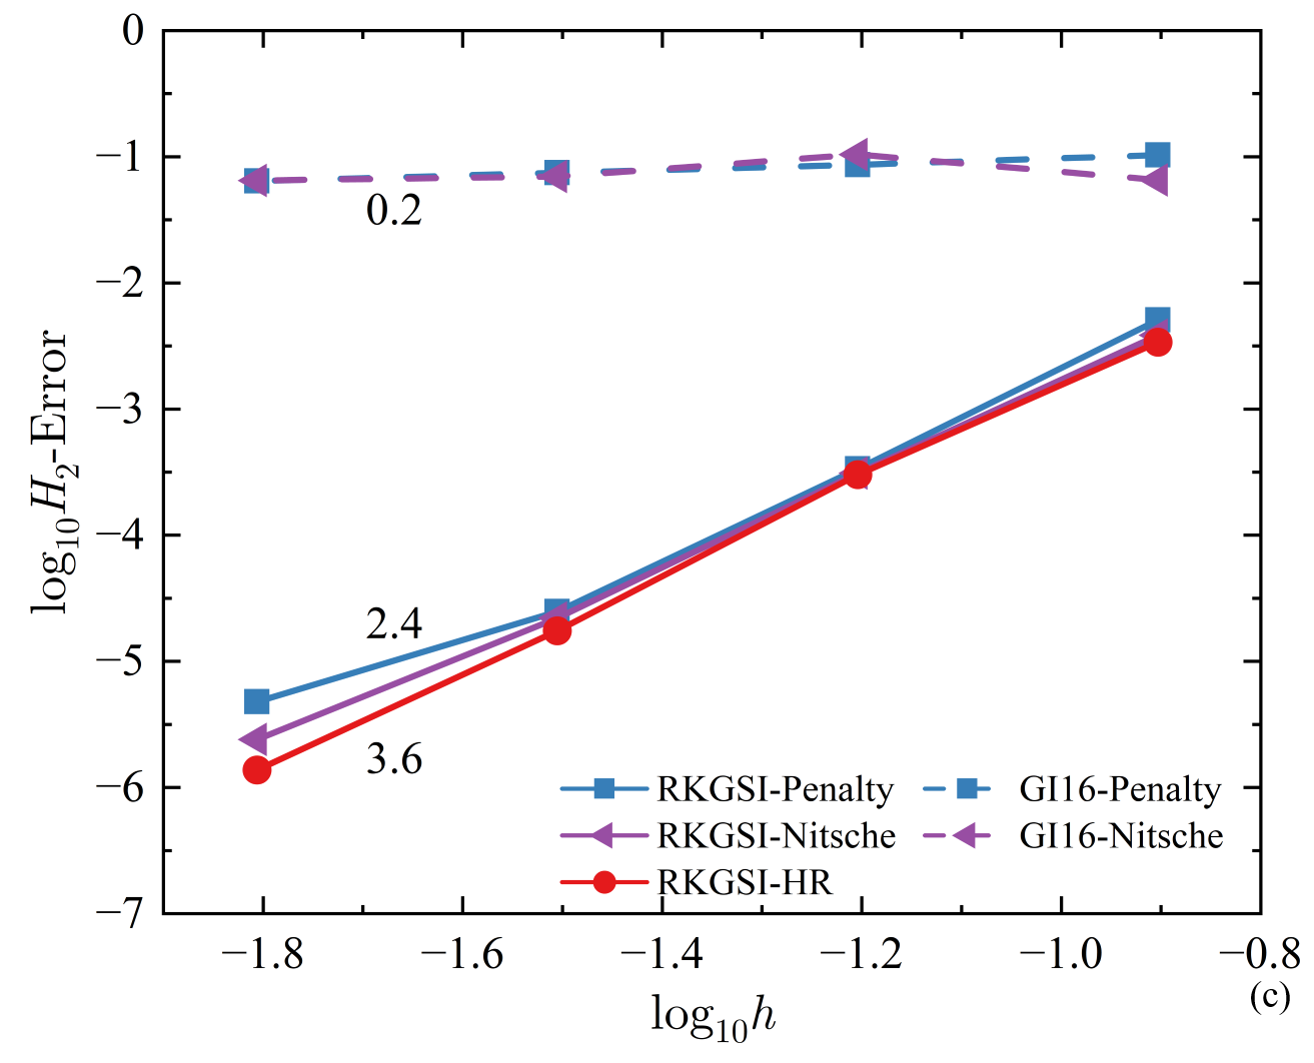 0
−1
0.2
−2
−3
log₁₀H₂-Error
−4
2.4
−5
3.6
−6
RKGSI-Penalty GI16-Penalty
RKGSI-Nitsche GI16-Nitsche
RKGSI-HR
−7
−1.8 −1.6 −1.4 −1.2 −1.0 −0.8
(c)
log₁₀h